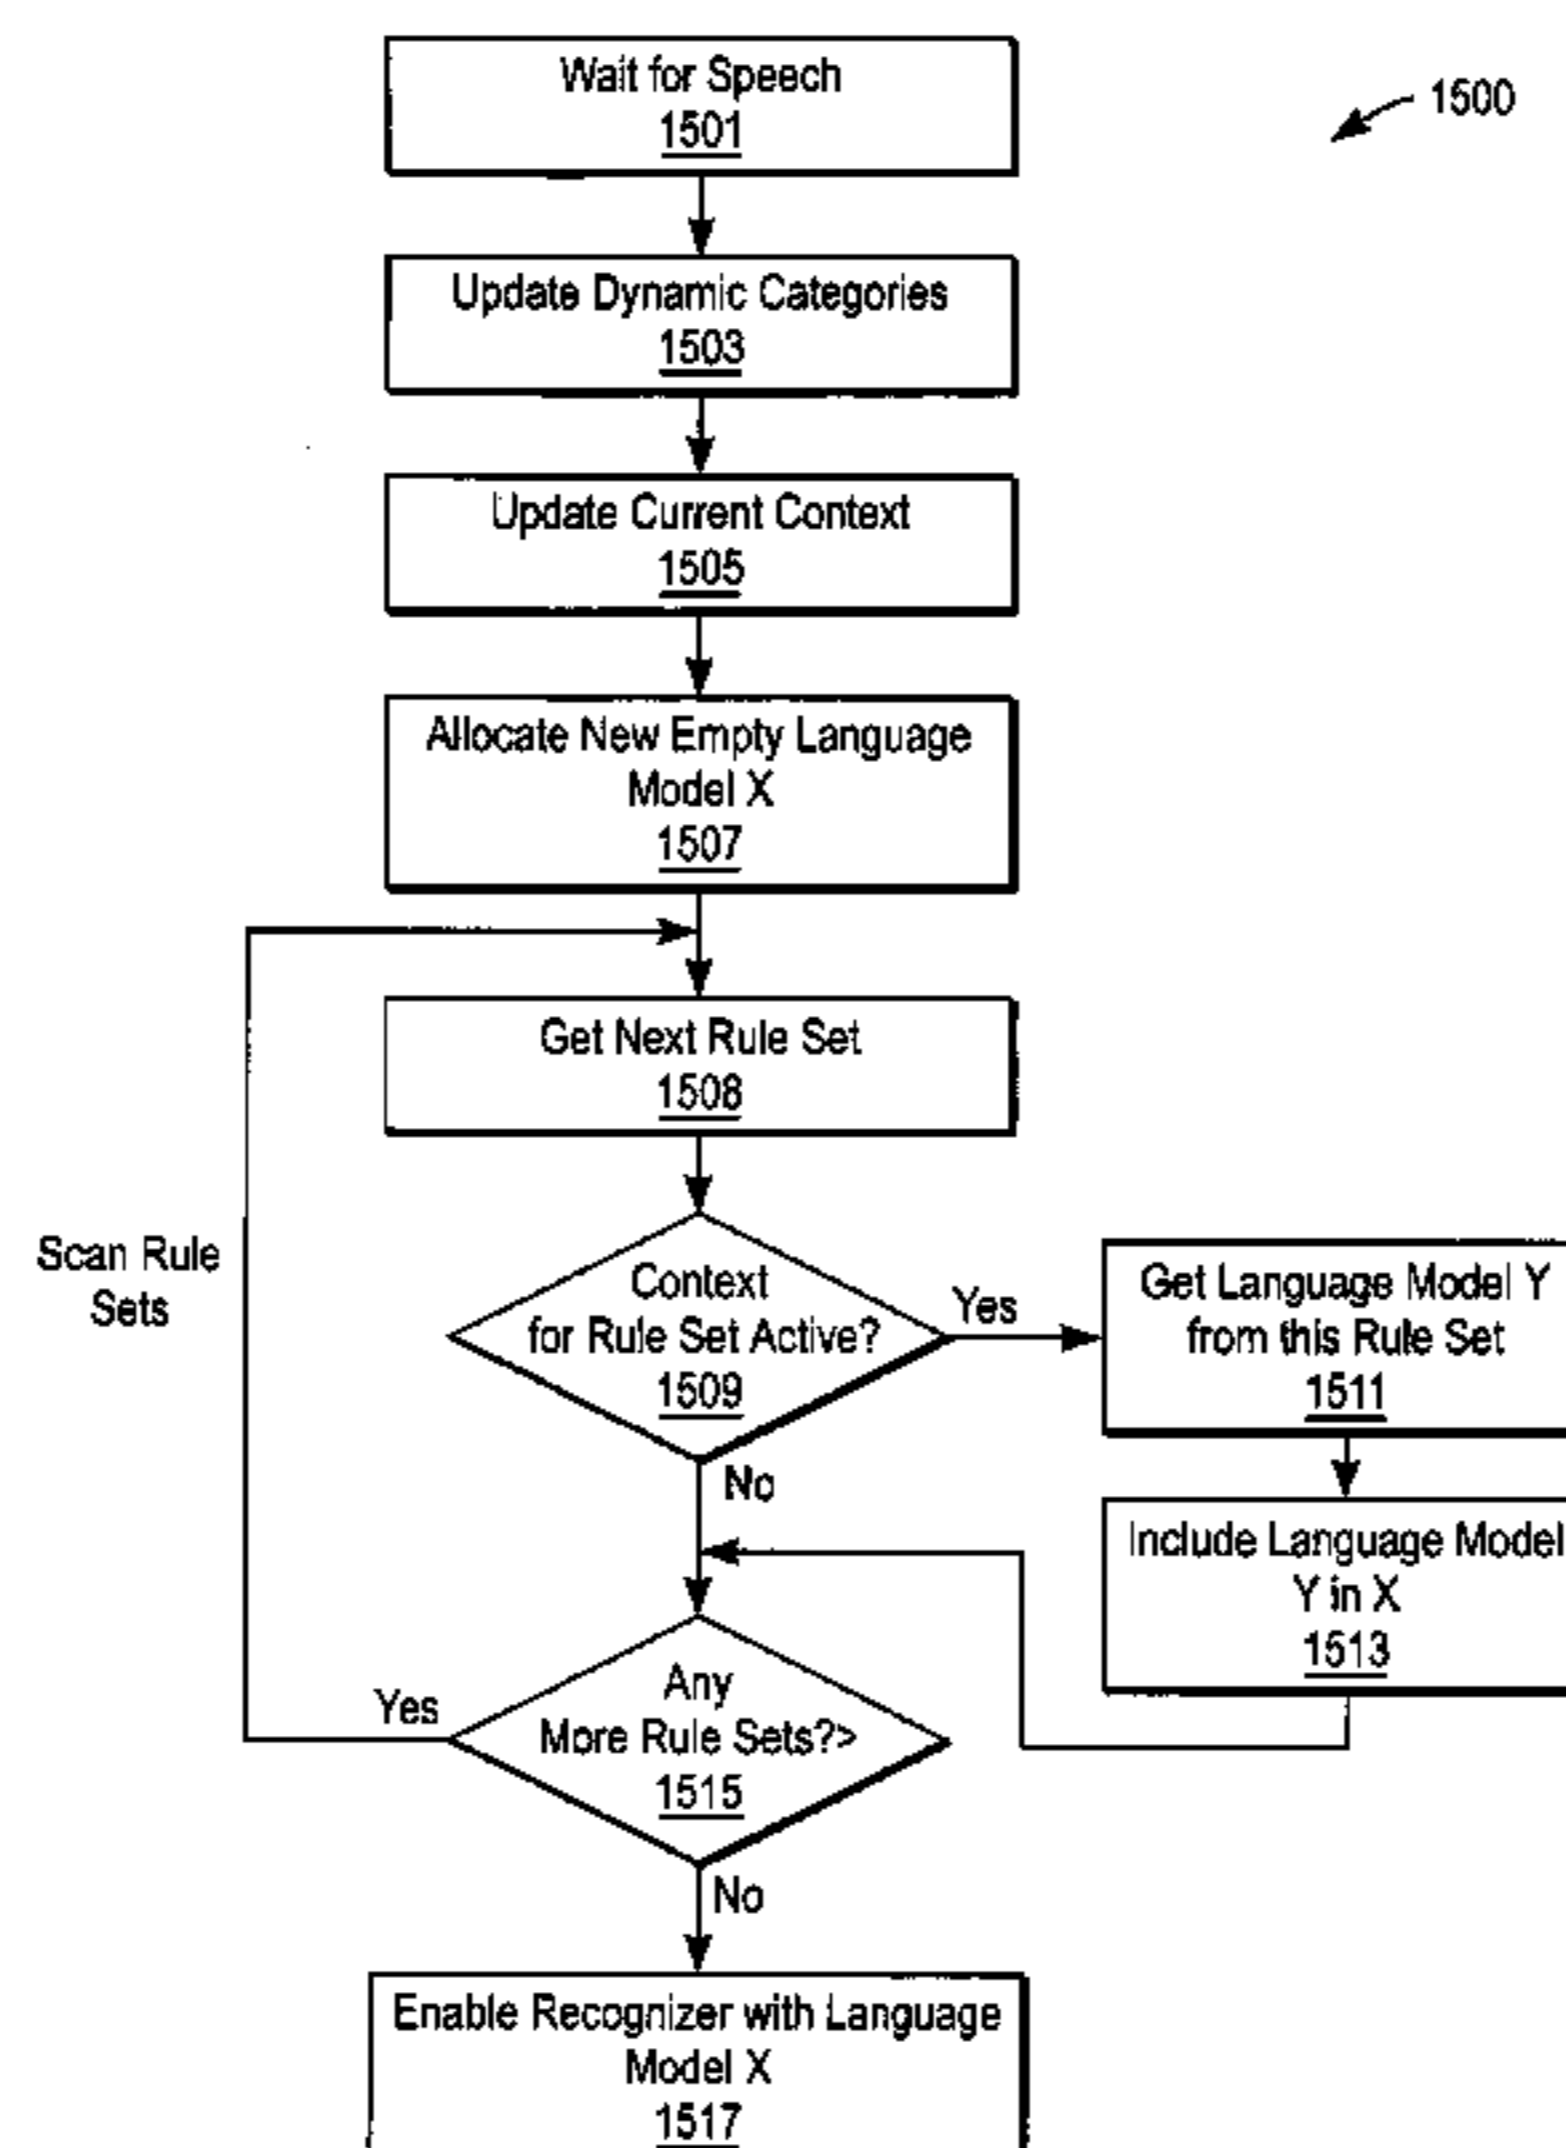 Wait for Speech
1501
1500
Update Dynamic Categories
1503
Update Current Context
1505
Allocate New Empty Language
Model X
1507
Get Next Rule Set
1508
Scan Rule
Sets
Context
for Rule Set Active?
1509
Yes
Get Language Model Y
from this Rule Set
1511
No
Include Language Model
Y in X
1513
Yes
Any
More Rule Sets?>
1515
No
Enable Recognizer with Language
Model X
1517